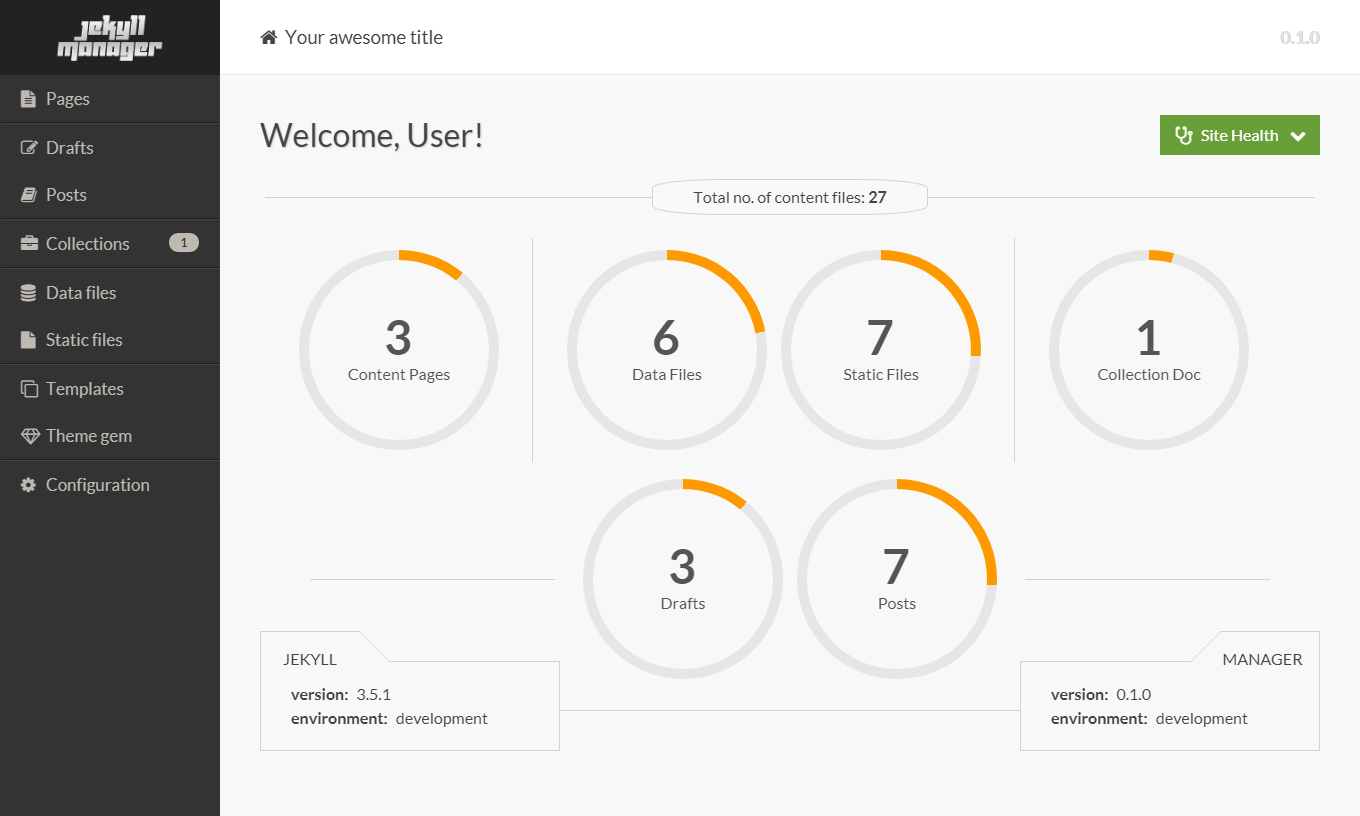 jekyll
manager
Your awesome title
0.1.0
Pages
Drafts
Posts
Collections 1
Data files
Static files
Templates
Theme gem
Configuration
Welcome, User!
Site Health
Total no. of content files: 27
3
Content Pages
6
Data Files
7
Static Files
1
Collection Doc
3
Drafts
7
Posts
JEKYLL
version: 3.5.1
environment: development
MANAGER
version: 0.1.0
environment: development